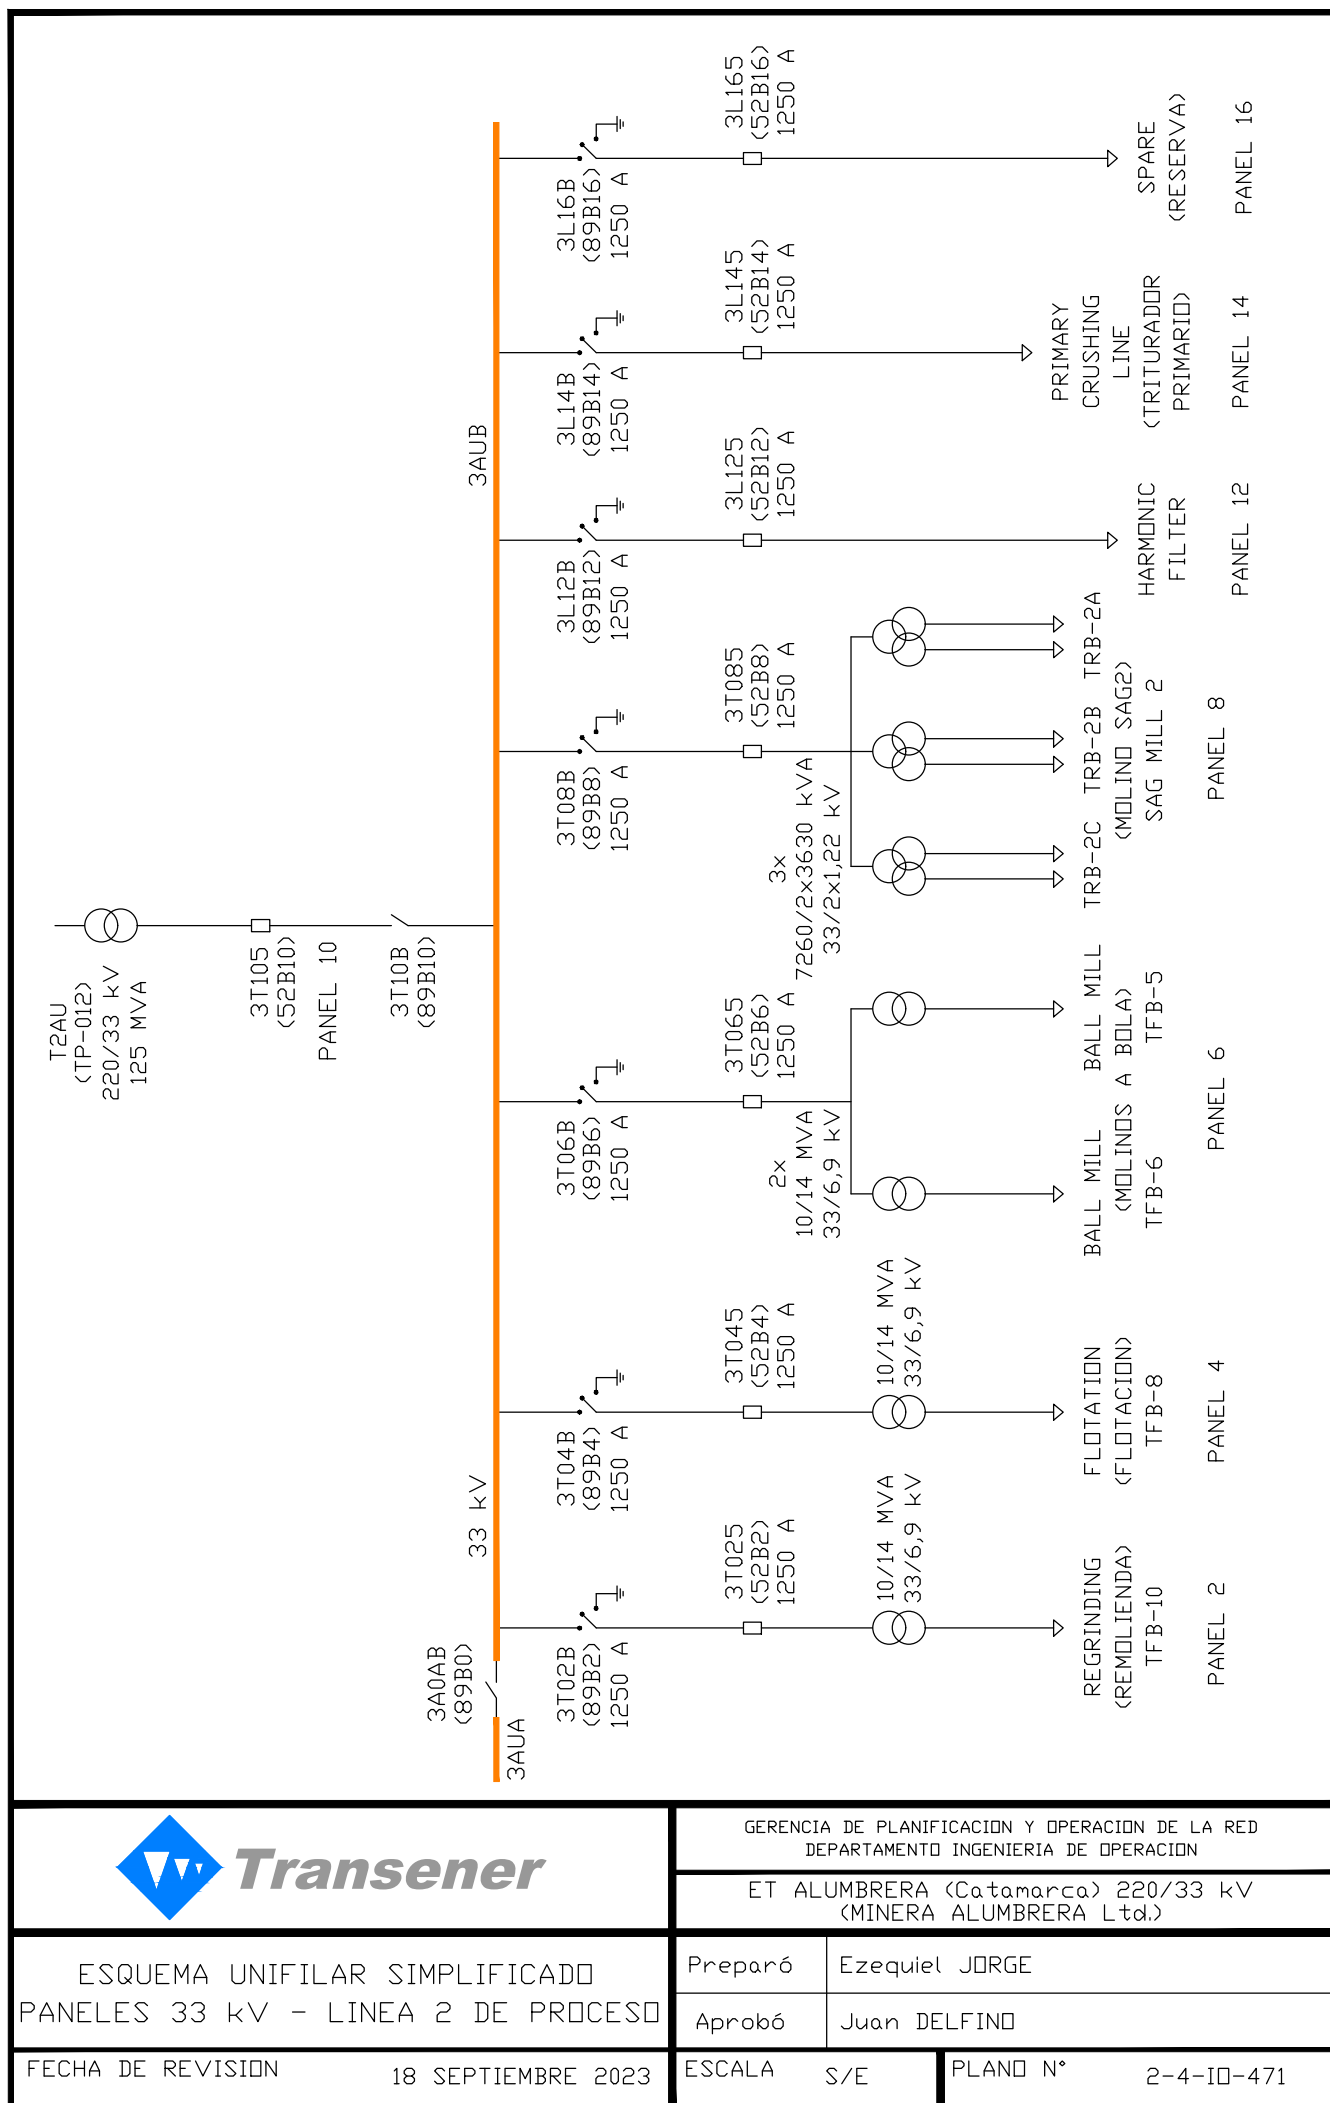 T2AU
(TP-012)
220/33 kV
125 MVA
3T105
(52B10)
PANEL 10
3T10B
(89B10)
3AUB
33 kV
3A0AB
(89B0)
3AUA
3T02B
(89B2)
1250 A
3T025
(52B2)
1250 A
10/14 MVA
33/6,9 kV
REGRINDING
(REMOLIENDA)
TFB-10
PANEL 2
3T04B
(89B4)
1250 A
3T045
(52B4)
1250 A
10/14 MVA
33/6,9 kV
FLOTATION
(FLOTACION)
TFB-8
PANEL 4
3T06B
(89B6)
1250 A
3T065
(52B6)
1250 A
2x
10/14 MVA
33/6,9 kV
BALL MILL BALL MILL
(MOLINOS A BOLA)
TFB-6 TFB-5
PANEL 6
3T08B
(89B8)
1250 A
3T085
(52B8)
1250 A
3x
7260/2x3630 kVA
33/2x1,22 kV
TRB-2C TRB-2B TRB-2A
(MOLINO SAG2)
SAG MILL 2
PANEL 8
3L12B
(89B12)
1250 A
3L125
(52B12)
1250 A
HARMONIC
FILTER
PANEL 12
3L14B
(89B14)
1250 A
3L145
(52B14)
1250 A
PRIMARY
CRUSHING
LINE
(TRITURADOR
PRIMARIO)
PANEL 14
3L16B
(89B16)
1250 A
3L165
(52B16)
1250 A
SPARE
(RESERVA)
PANEL 16
Transener
GERENCIA DE PLANIFICACION Y OPERACION DE LA RED
DEPARTAMENTO INGENIERIA DE OPERACION
ET ALUMBRERA (Catamarca) 220/33 kV
(MINERA ALUMBRERA Ltd.)
ESQUEMA UNIFILAR SIMPLIFICADO
PANELES 33 kV - LINEA 2 DE PROCESO
Preparó Ezequiel JORGE
Aprobó Juan DELFINO
FECHA DE REVISION 18 SEPTIEMBRE 2023
ESCALA S/E
PLANO N° 2-4-IO-471